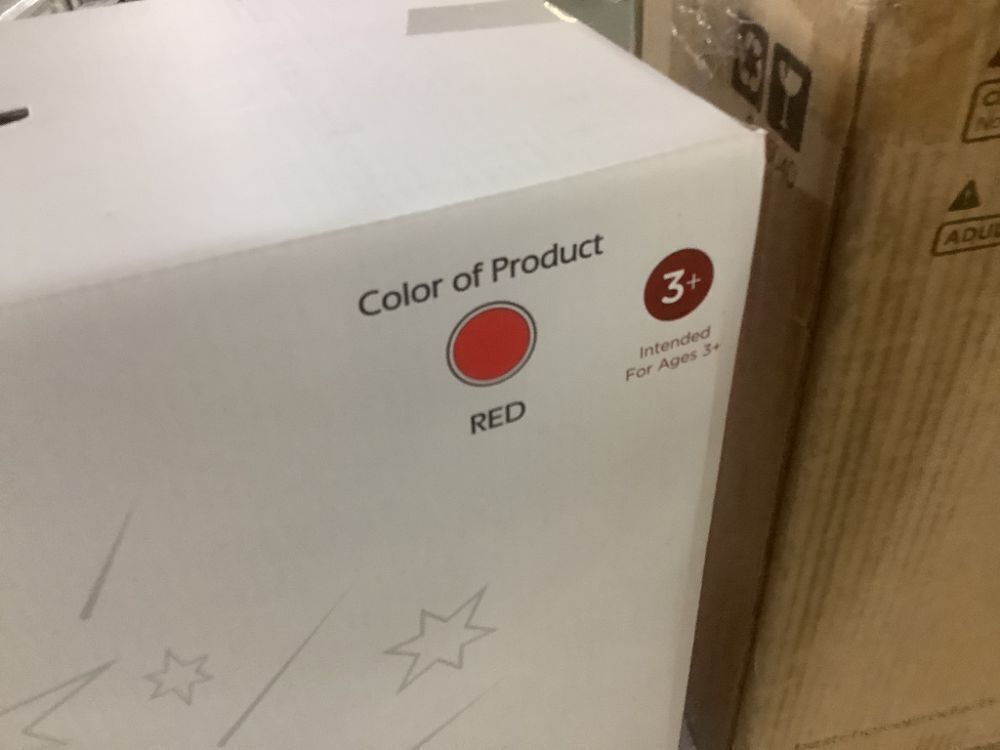 Color of Product
RED
3+
Intended
For Ages 3+